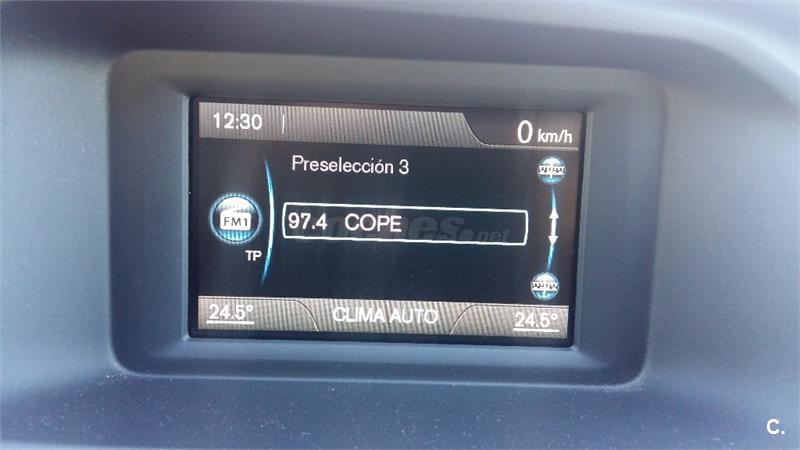 12:30
0 km/h
Preselección 3
FM1
97.4 COPE
TP
24.5°
CLIMA AUTO
24.5°
C.